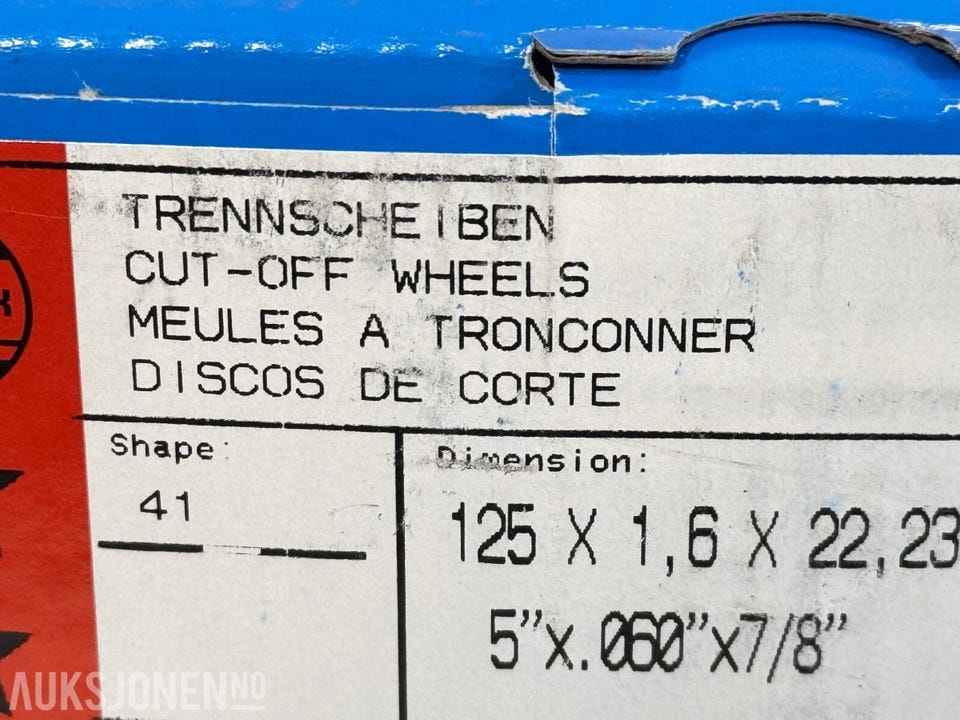 TRENNSCHEIBEN
CUT-OFF WHEELS
MEULES A TRONCONNER
DISCOS DE CORTE
Shape:
41
Dimension:
125 X 1,6 X 22,23
5"x.060"x7/8"
AUKSJONEN NO